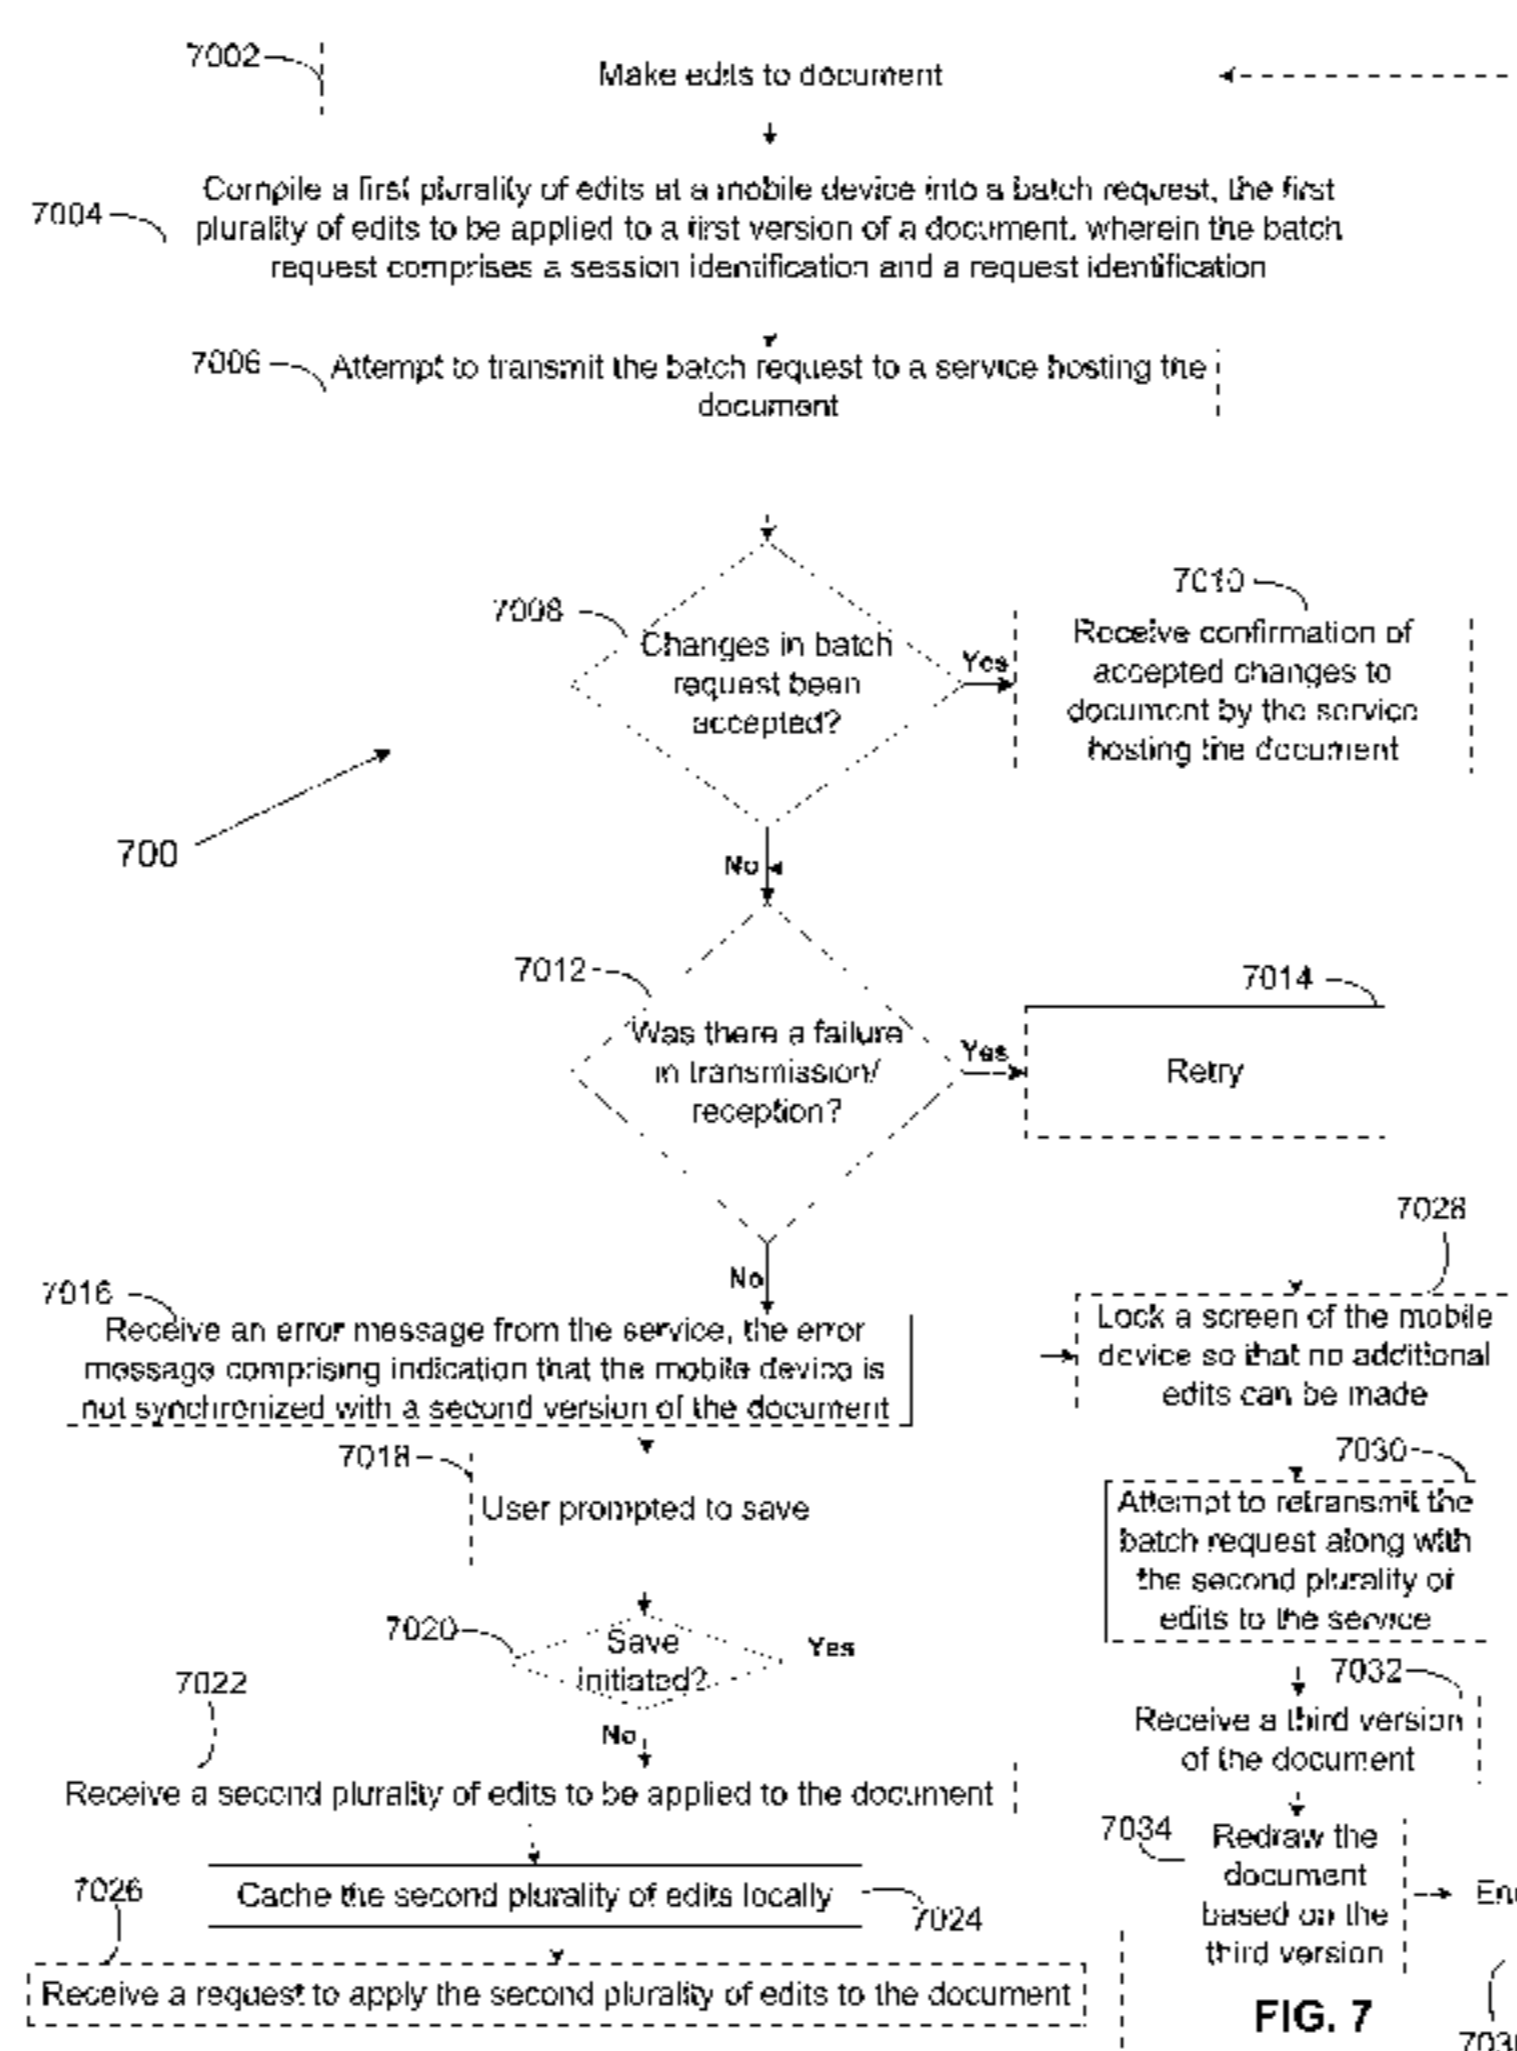 7002
Make edits to document
7004
Compile a first plurality of edits at a mobile device into a batch request, the first
plurality of edits to be applied to a first version of a document, wherein the batch
request comprises a session identification and a request identification
7006
Attempt to transmit the batch request to a service hosting the
document
7008
Changes in batch
request been
accepted?
Yes
7010
Receive confirmation of
accepted changes to
document by the service
hosting the document
700
No
7012
Was there a failure
in transmission/
reception?
Yes
7014
Retry
No
7016
Receive an error message from the service, the error
message comprising indication that the mobile device is
not synchronized with a second version of the document
7018
User prompted to save
7020
Save
initiated?
Yes
No
7022
Receive a second plurality of edits to be applied to the document
Cache the second plurality of edits locally
7024
7026
Receive a request to apply the second plurality of edits to the document
7028
Lock a screen of the mobile
device so that no additional
edits can be made
7030
Attempt to retransmit the
batch request along with
the second plurality of
edits to the service
7032
Receive a third version
of the document
7034
Redraw the
document
based on the
third version
FIG. 7